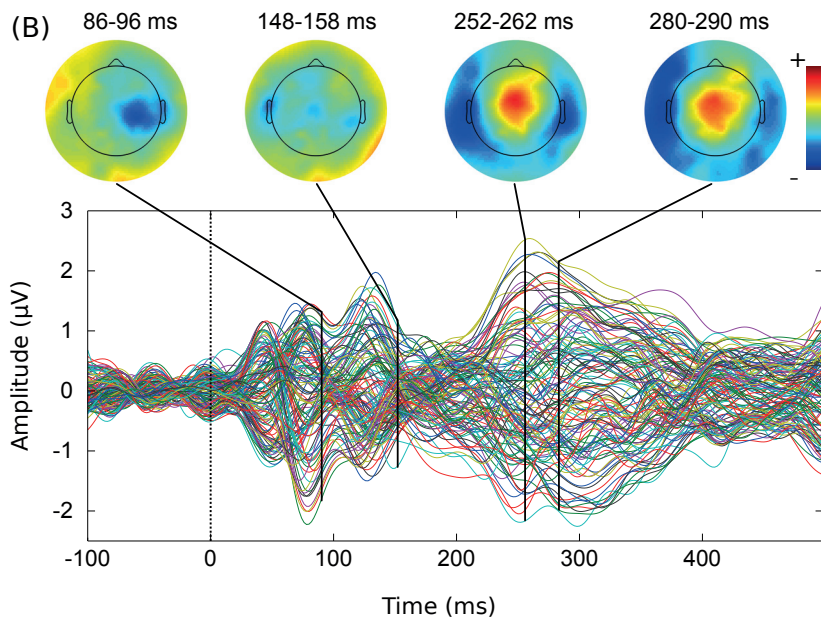 (B)
86-96 ms
148-158 ms
252-262 ms
280-290 ms
+
-
3
2
1
0
-1
-2
Amplitude (μV)
-100
0
100
200
300
400
Time (ms)